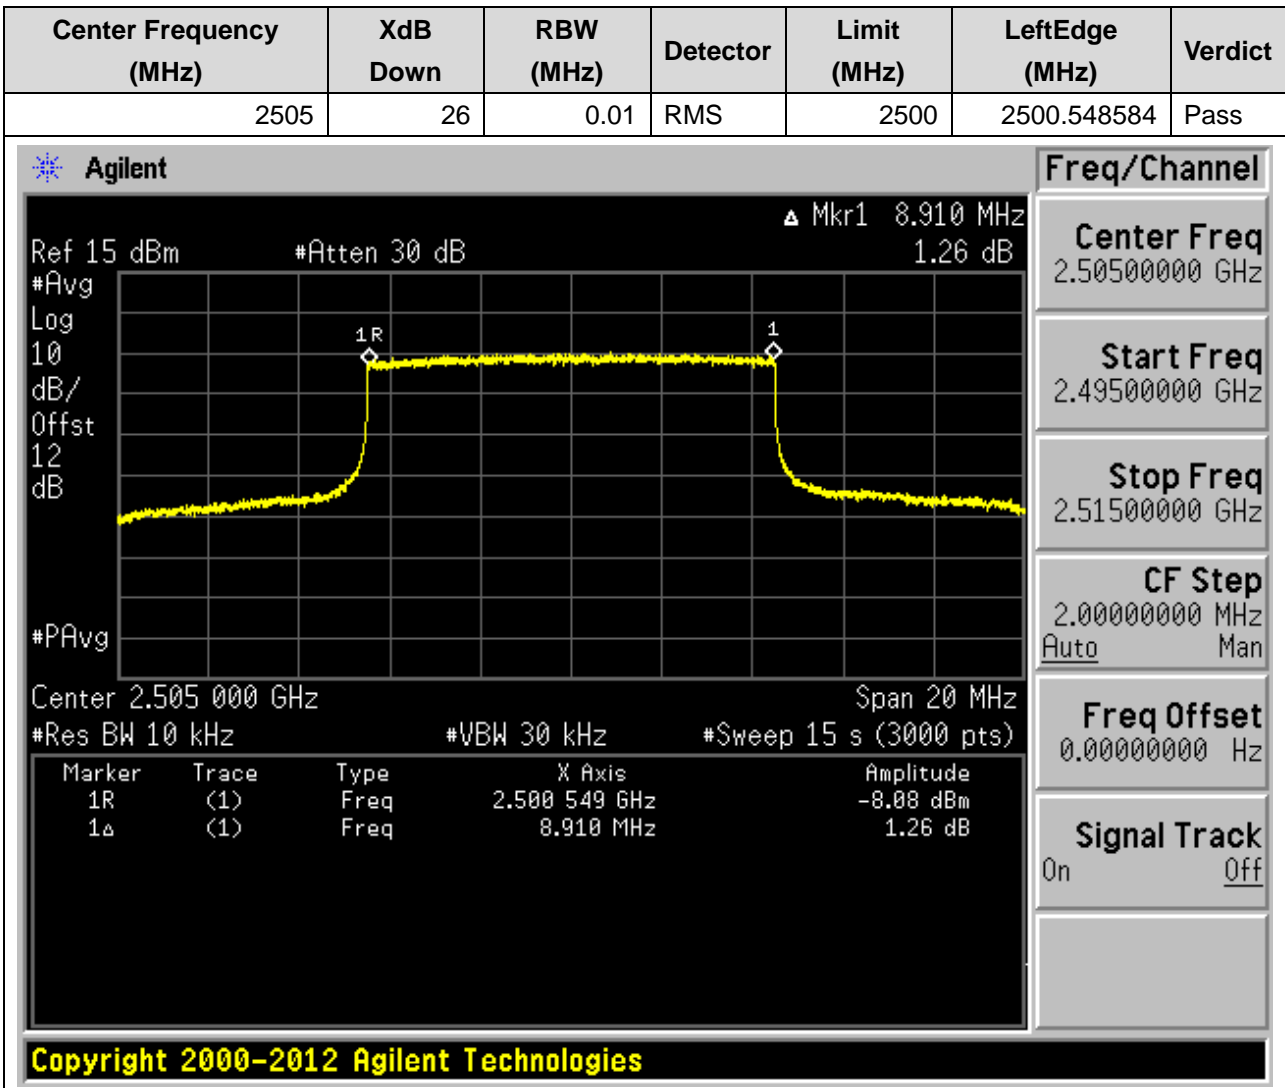 Center Frequency (MHz) XdB Down RBW (MHz) Detector Limit (MHz) LeftEdge (MHz) Verdict
2505 26 0.01 RMS 2500 2500.548584 Pass
Agilent
Freq/Channel
Δ Mkr1 8.910 MHz
Ref 15 dBm #Atten 30 dB 1.26 dB
#Avg
Log
10
dB/
Offst
12
dB
1R
1
#PAvg
Center 2.505 000 GHz Span 20 MHz
#Res BW 10 kHz #VBW 30 kHz #Sweep 15 s (3000 pts)
Marker Trace Type X Axis Amplitude
1R (1) Freq 2.500 549 GHz -8.08 dBm
1Δ (1) Freq 8.910 MHz 1.26 dB
Center Freq
2.50500000 GHz
Start Freq
2.49500000 GHz
Stop Freq
2.51500000 GHz
CF Step
2.00000000 MHz
Auto Man
Freq Offset
0.00000000 Hz
Signal Track
On Off
Copyright 2000-2012 Agilent Technologies